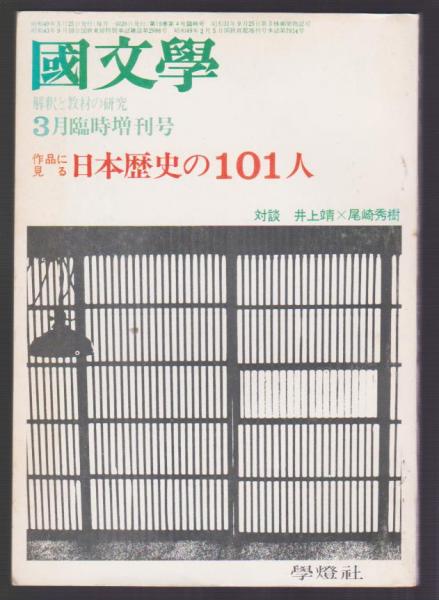 國文學
解釈と教材の研究
3月臨時増刊号
作品に
見る
日本歴史の101人
対談 井上靖×尾崎秀樹
學燈社